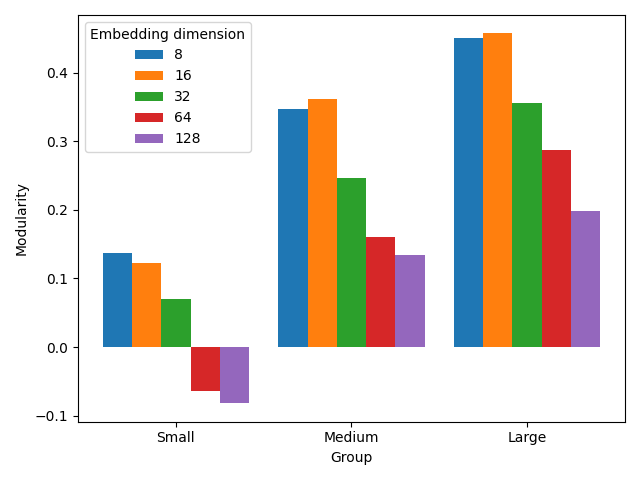 Embedding dimension
8
16
32
64
128
Modularity
0.4
0.3
0.2
0.1
0.0
−0.1
Small
Medium
Large
Group